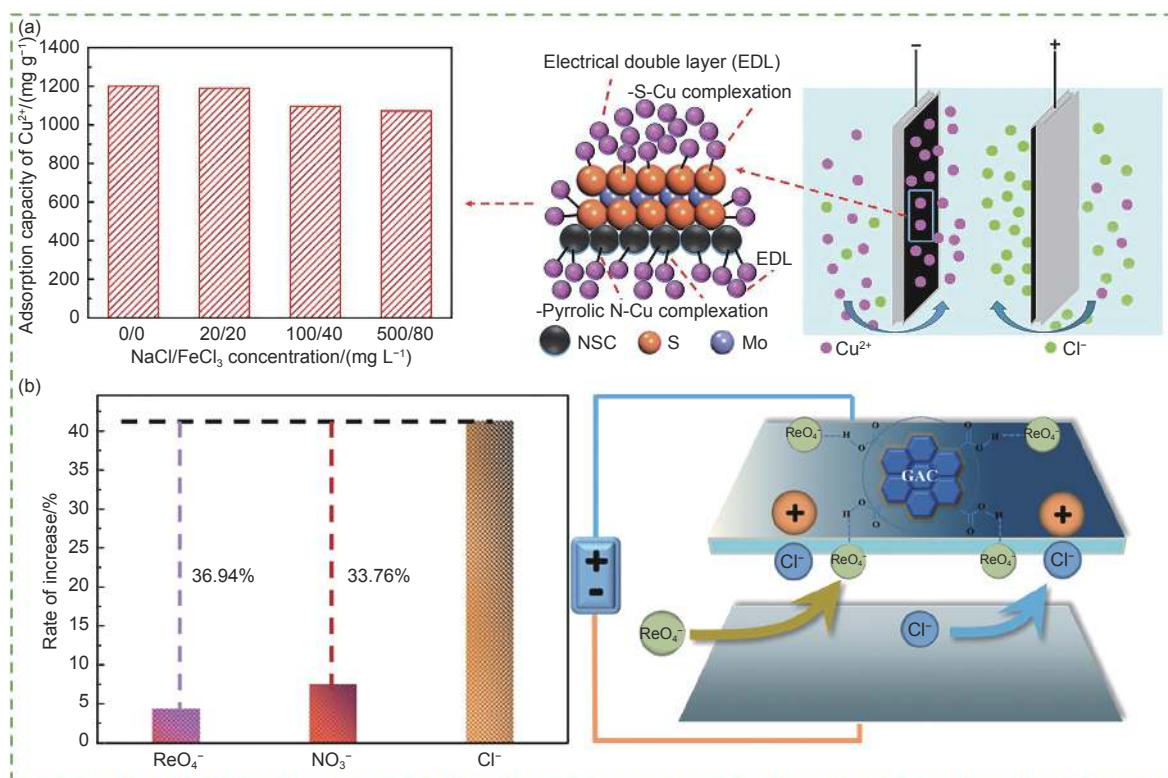 (a)
1400
1200
1000
800
600
400
200
0
Adsorption capacity of Cu²⁺/(mg g⁻¹)
0/0 20/20 100/40 500/80
NaCl/FeCl₃ concentration/(mg L⁻¹)
Electrical double layer (EDL)
-S-Cu complexation
EDL
-Pyrrolic N-Cu complexation
NSC S Mo
− +
Cu²⁺ Cl⁻
(b)
40
35
30
25
20
15
10
5
0
Rate of increase/%
36.94% 33.76%
ReO₄⁻ NO₃⁻ Cl⁻
+
-
ReO₄⁻ H O O O O H ReO₄⁻
GAC
+ H O O O O H +
Cl⁻ ReO₄⁻ ReO₄⁻ Cl⁻
ReO₄⁻ Cl⁻